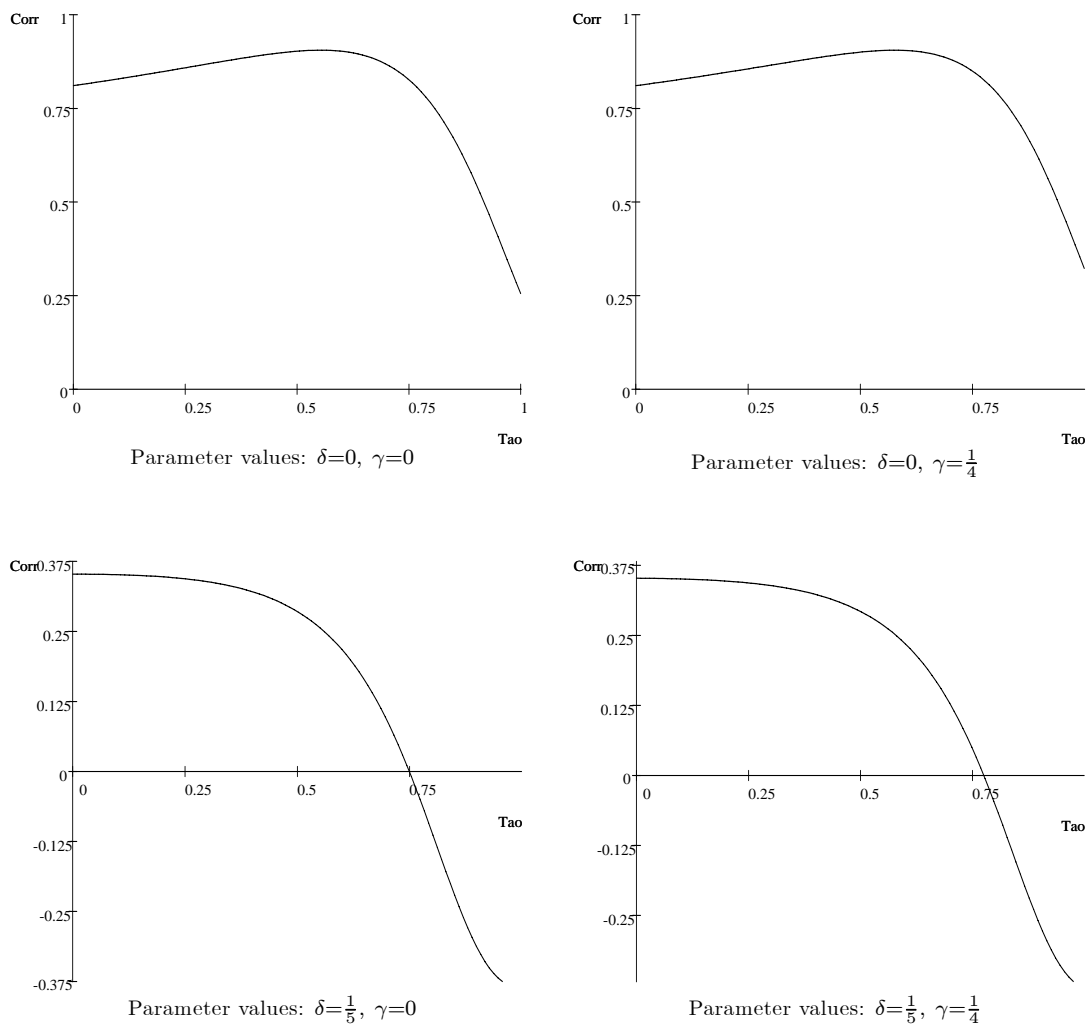 Corr
1
0.75
0.5
0.25
0
0 0.25 0.5 0.75 1
Tao
Parameter values: δ=0, γ=0
Corr
1
0.75
0.5
0.25
0
0 0.25 0.5 0.75
Tao
Parameter values: δ=0, γ=1/4
Corr
0.375
0.25
0.125
0
0 0.25 0.5 0.75
Tao
-0.125
-0.25
-0.375
Parameter values: δ=1/5, γ=0
Corr
0.375
0.25
0.125
0
0 0.25 0.5 0.75
Tao
-0.125
-0.25
Parameter values: δ=1/5, γ=1/4